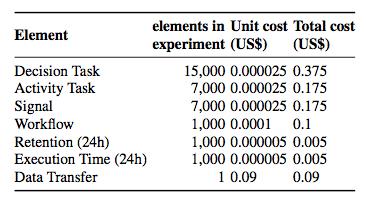 elements in Unit cost Total cost
Element
experiment (US$) (US$)
Decision Task 15,000 0.000025 0.375
Activity Task 7,000 0.000025 0.175
Signal 7,000 0.000025 0.175
Workflow 1,000 0.0001 0.1
Retention (24h) 1,000 0.000005 0.005
Execution Time (24h) 1,000 0.000005 0.005
Data Transfer 1 0.09 0.09